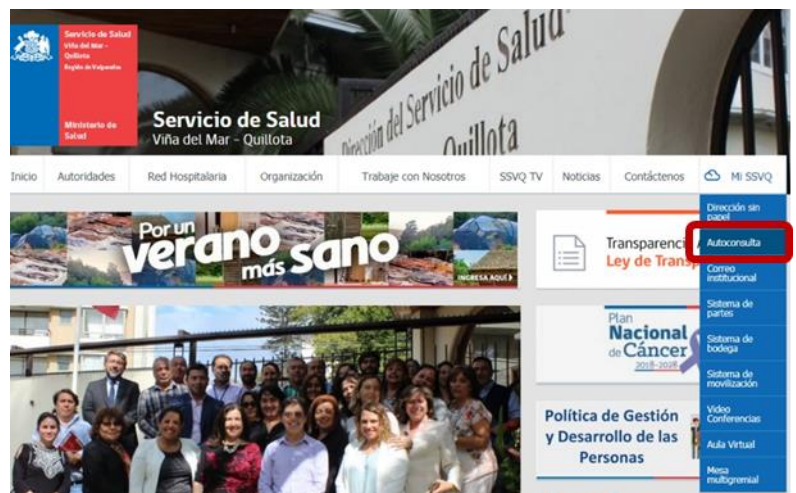 Servicio de Salud
Viña del Mar -
Quillota
Región de Valparaíso
Ministerio de
Salud
Servicio de Salud
Viña del Mar – Quillota
Dirección del Servicio de Salud
Quillota
Inicio
Autoridades
Red Hospitalaria
Organización
Trabaje con Nosotros
SSVQ TV
Noticias
Contáctenos
MI SSVQ
Dirección sin
papel
Autoconsulta
Correo
institucional
Sistema de
partes
Sistema de
bodega
Sistema de
movilización
Video
Conferencias
Aula Virtual
Mesa
multigremial
Por un
verano
más sano
INGRESA AQUÍ
Ley de
Plan
Nacional
de Cáncer
2018-2028
Política de Gestión
y Desarrollo de las
Personas